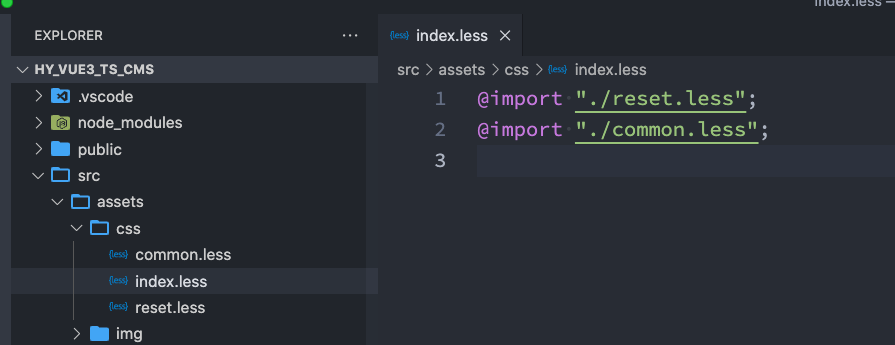 index.less —
EXPLORER ...
HY_VUE3_TS_CMS
.vscode
node_modules
public
src
assets
css
{less} common.less
{less} index.less
{less} reset.less
img
{less} index.less ×
src > assets > css > {less} index.less
1 @import "./reset.less";
2 @import "./common.less";
3